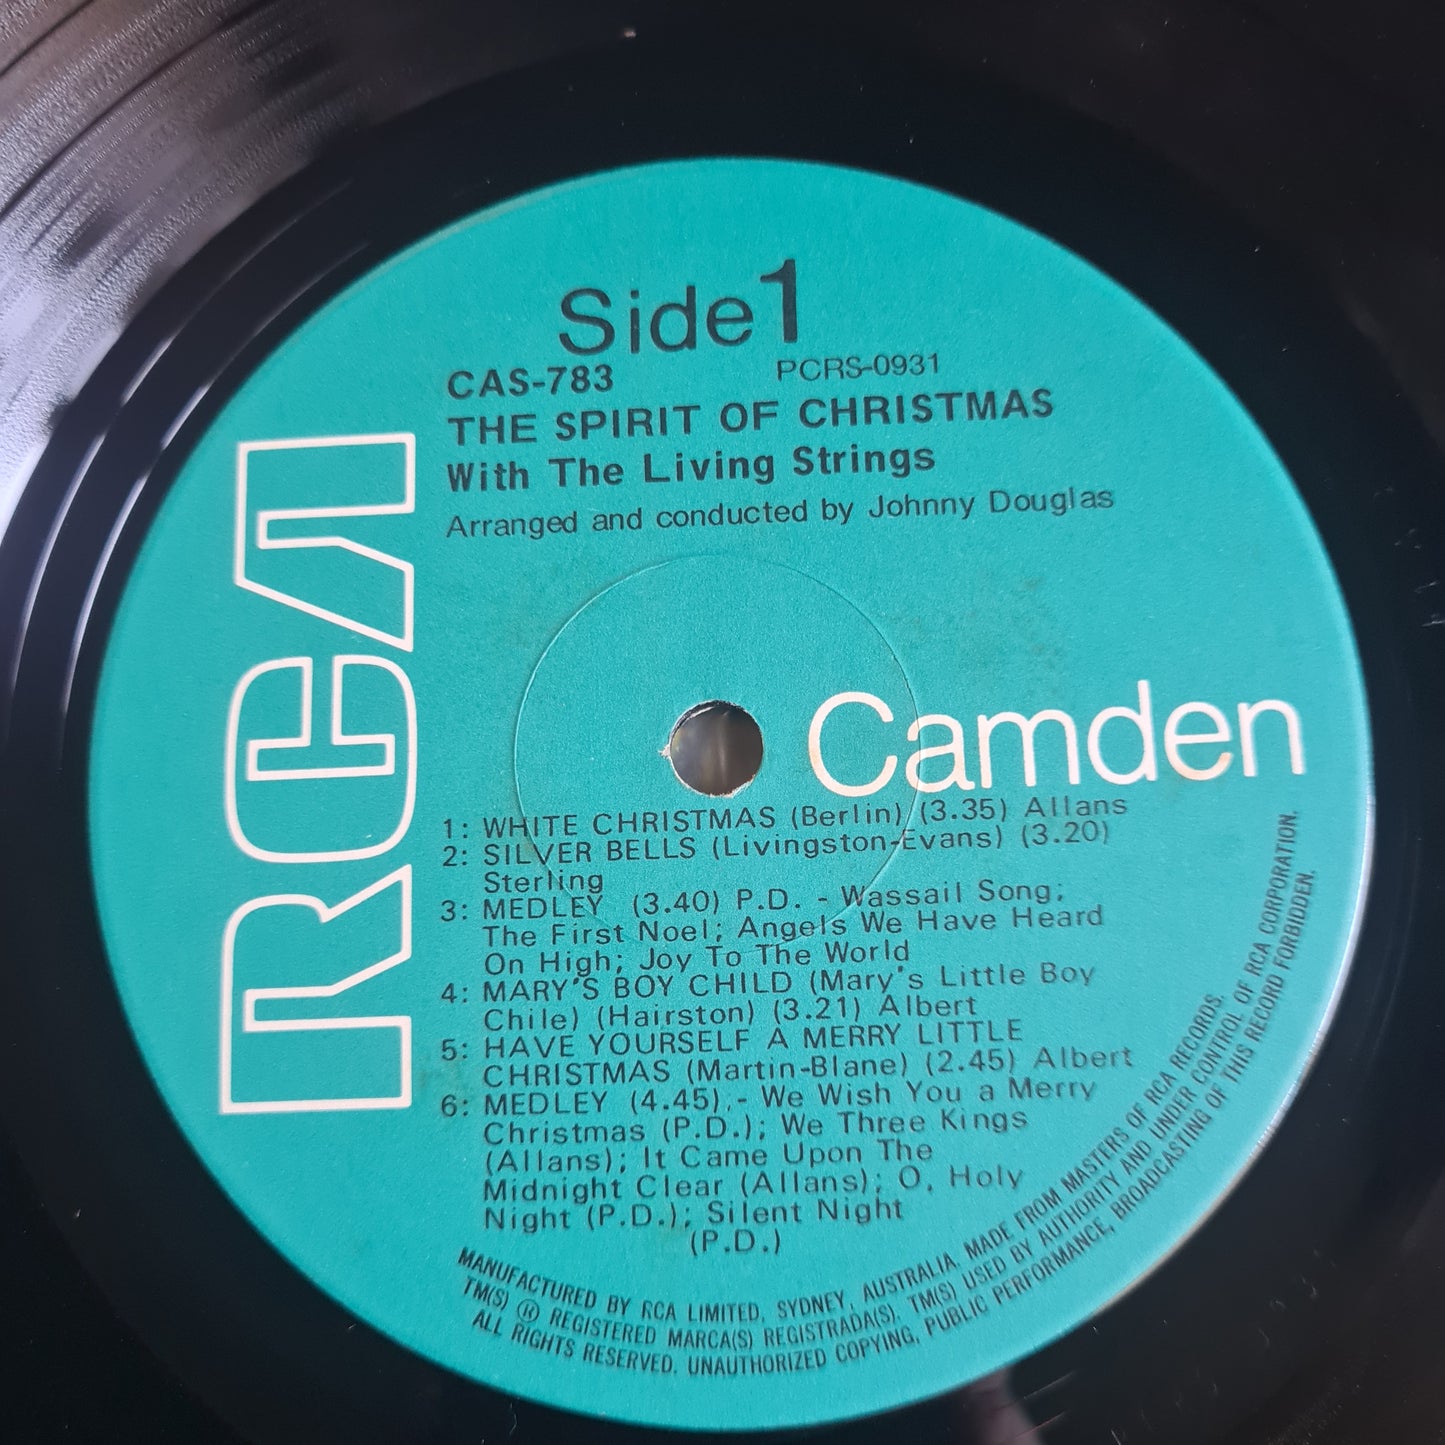 Side 1
CAS-783 PCRS-0931
THE SPIRIT OF CHRISTMAS
With The Living Strings
Arranged and conducted by Johnny Douglas
RCA
Camden
1: WHITE CHRISTMAS (Berlin) (3.35) Allans
2: SILVER BELLS (Livingston-Evans) (3.20)
Sterling
3: MEDLEY (3.40) P.D. - Wassail Song;
The First Noel; Angels We Have Heard
On High; Joy To The World
4: MARY'S BOY CHILD (Mary's Little Boy
Chile) (Hairston) (3.21) Albert
5: HAVE YOURSELF A MERRY LITTLE
CHRISTMAS (Martin-Blane) (2.45) Albert
6: MEDLEY (4.45). - We Wish You a Merry
Christmas (P.D.); We Three Kings
(Allans); It Came Upon The
Midnight Clear (Allans); O, Holy
Night (P.D.); Silent Night
(P.D.)
MANUFACTURED BY RCA LIMITED, SYDNEY, AUSTRALIA. MADE FROM MASTERS OF RCA RECORDS.
TM(S) ® REGISTERED MARCA(S) REGISTRADA(S). TM(S) USED BY AUTHORITY AND UNDER CONTROL OF RCA CORPORATION.
ALL RIGHTS RESERVED. UNAUTHORIZED COPYING, PUBLIC PERFORMANCE, BROADCASTING OF THIS RECORD FORBIDDEN.